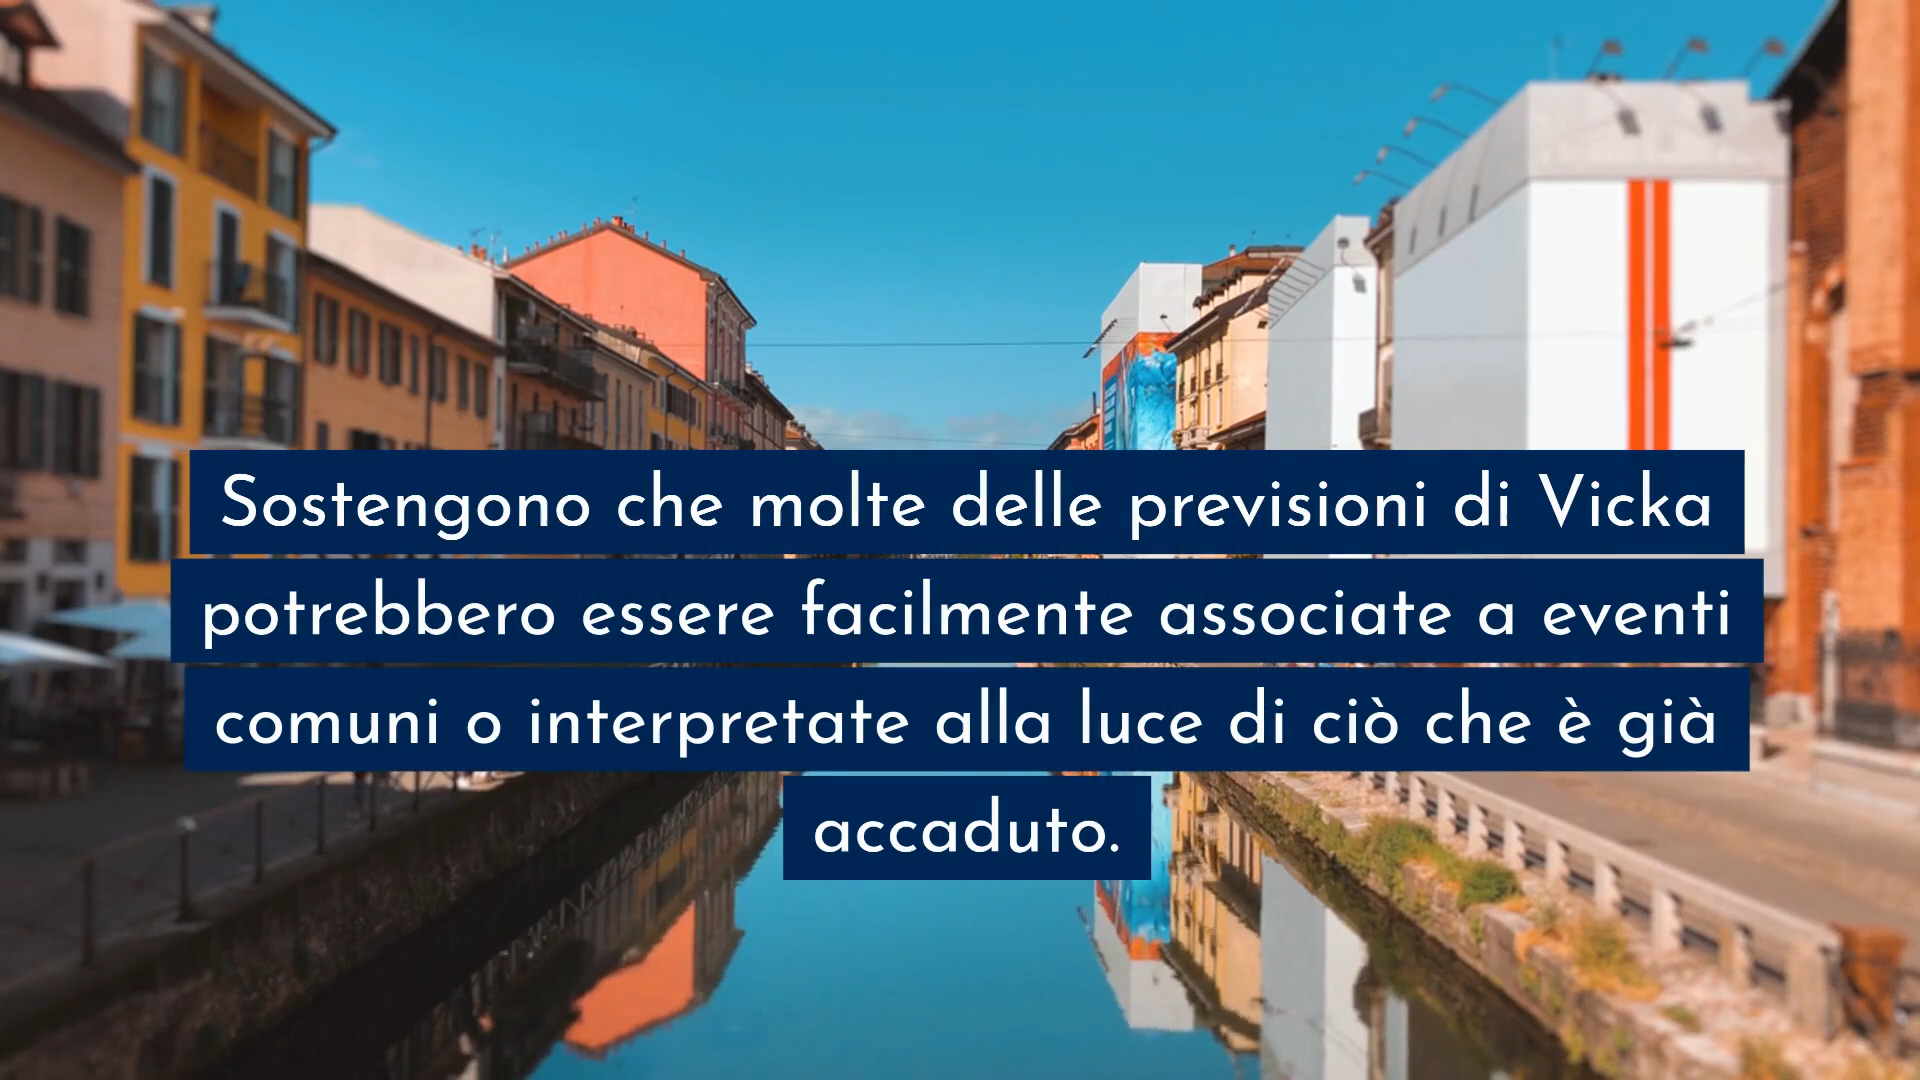 Sostengono che molte delle previsioni di Vicka
potrebbero essere facilmente associate a eventi
comuni o interpretate alla luce di ciò che è già
accaduto.